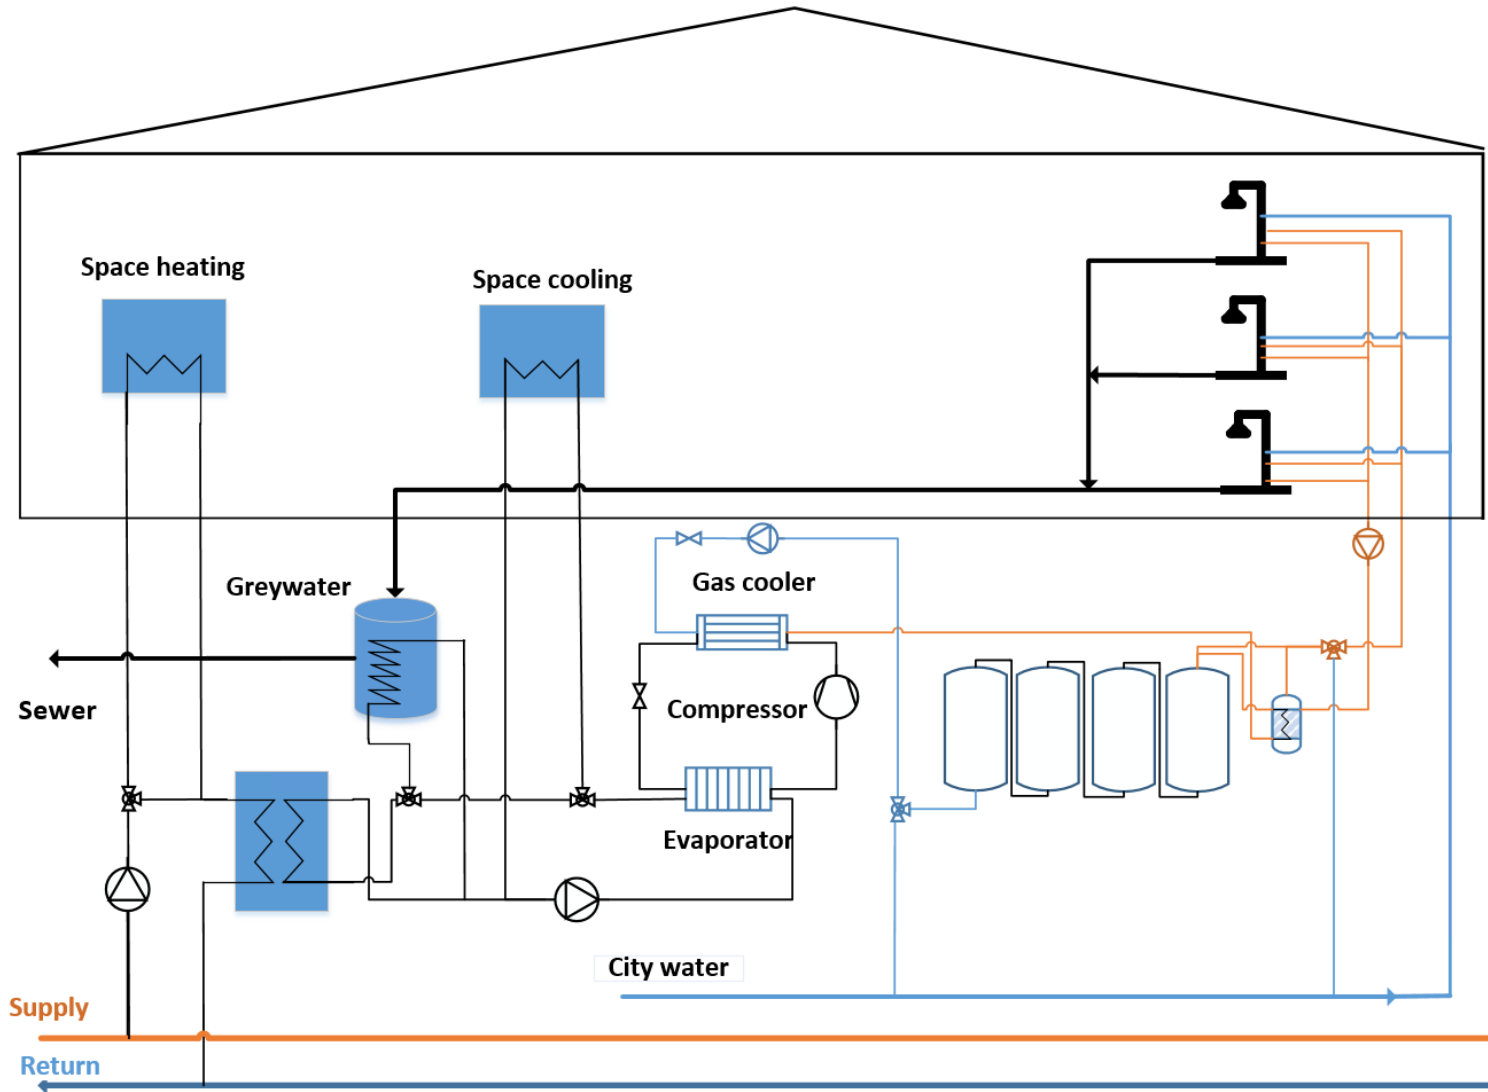 Space heating
Space cooling
Greywater
Gas cooler
Sewer
Compressor
Evaporator
City water
Supply
Return